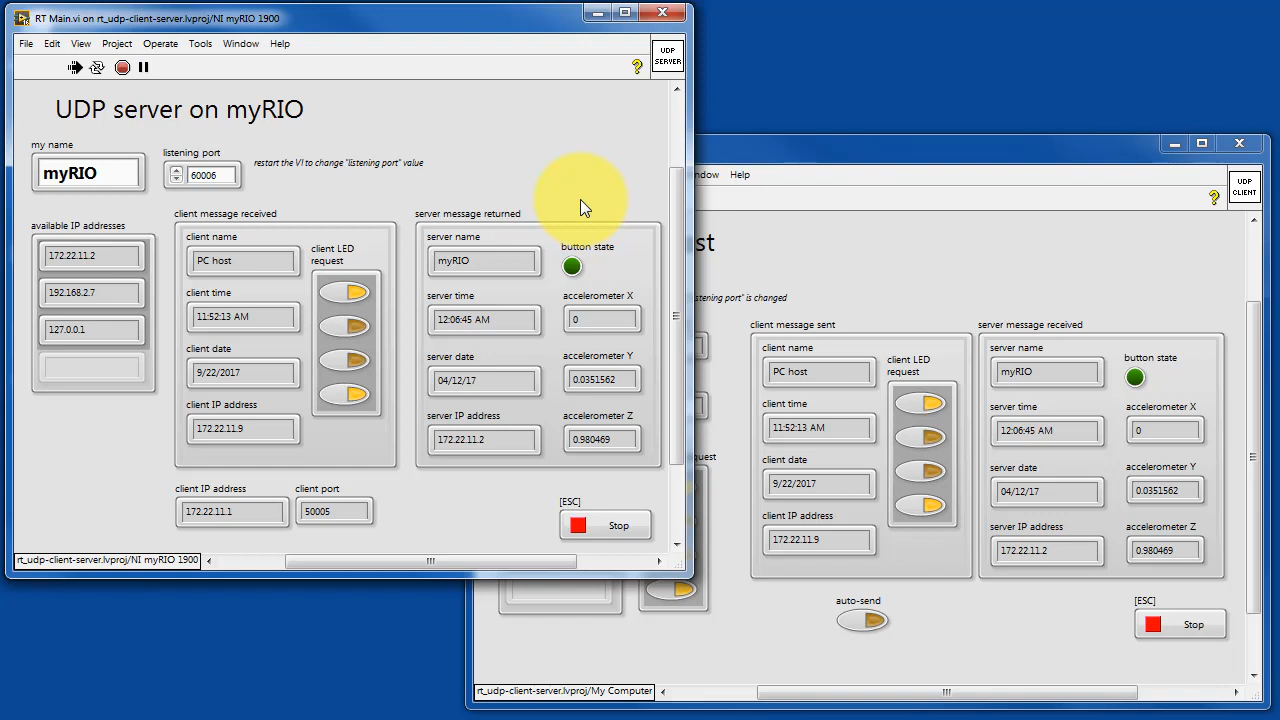 RT Main.vi on rt_udp-client-server.lvproj/NI myRIO 1900
File Edit View Project Operate Tools Window Help
?
UDP SERVER
UDP server on myRIO
my name
myRIO
listening port
60006
restart the VI to change "listening port" value
available IP addresses
172.22.11.2
192.168.2.7
127.0.0.1
client message received
client name
PC host
client time
11:52:13 AM
client date
9/22/2017
client IP address
172.22.11.9
client LED request
server message returned
server name
myRIO
server time
12:06:45 AM
server date
04/12/17
server IP address
172.22.11.2
button state
accelerometer X
0
accelerometer Y
0.0351562
accelerometer Z
0.980469
client IP address
172.22.11.1
client port
50005
[ESC]
Stop
rt_udp-client-server.lvproj/NI myRIO 1900
ndow Help
?
UDP CLIENT
st
listening port" is changed
quest
client message sent
client name
PC host
client time
11:52:13 AM
client date
9/22/2017
client IP address
172.22.11.9
client LED request
server message received
server name
myRIO
server time
12:06:45 AM
server date
04/12/17
server IP address
172.22.11.2
button state
accelerometer X
0
accelerometer Y
0.0351562
accelerometer Z
0.980469
auto-send
[ESC]
Stop
rt_udp-client-server.lvproj/My Computer